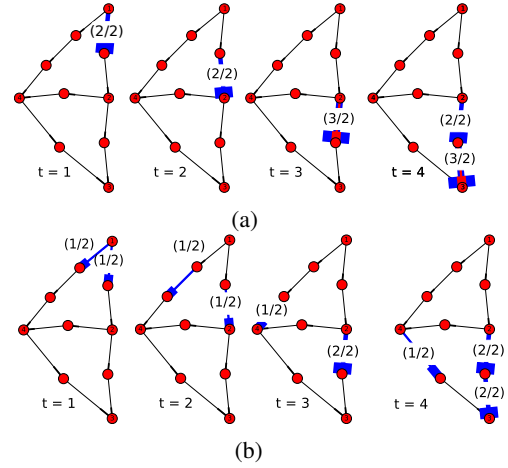 (2/2)
(2/2)
(3/2)
(2/2)
(3/2)
t = 1
t = 2
t = 3
t = 4
(a)
(1/2)
(1/2)
(1/2)
(1/2)
(1/2)
(2/2)
(1/2)
(2/2)
(2/2)
t = 1
t = 2
t = 3
t = 4
(b)